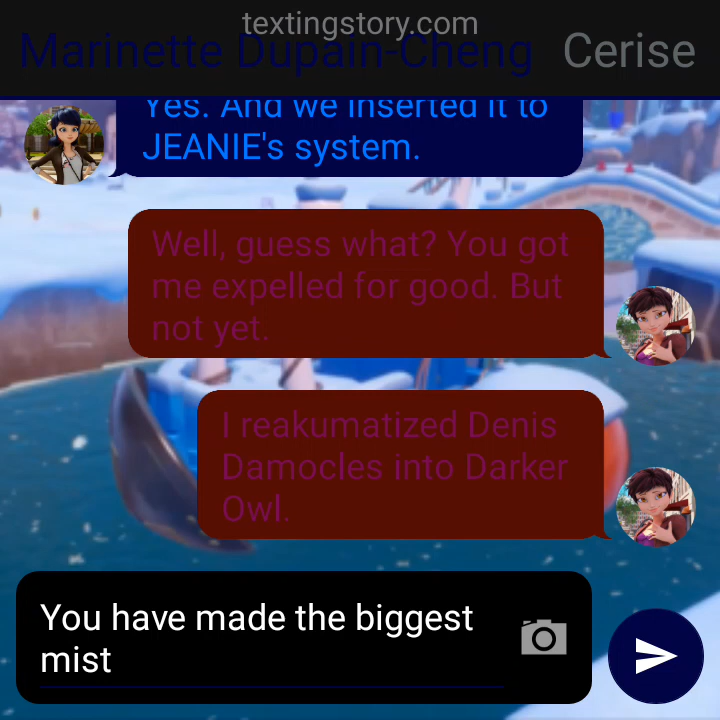 textingstory.com
Marinette Dupain-Cheng Cerise
Yes. And we inserted it to
JEANIE's system.
Well, guess what? You got
me expelled for good. But
not yet.
I reakumatized Denis
Damocles into Darker
Owl.
You have made the biggest
mist